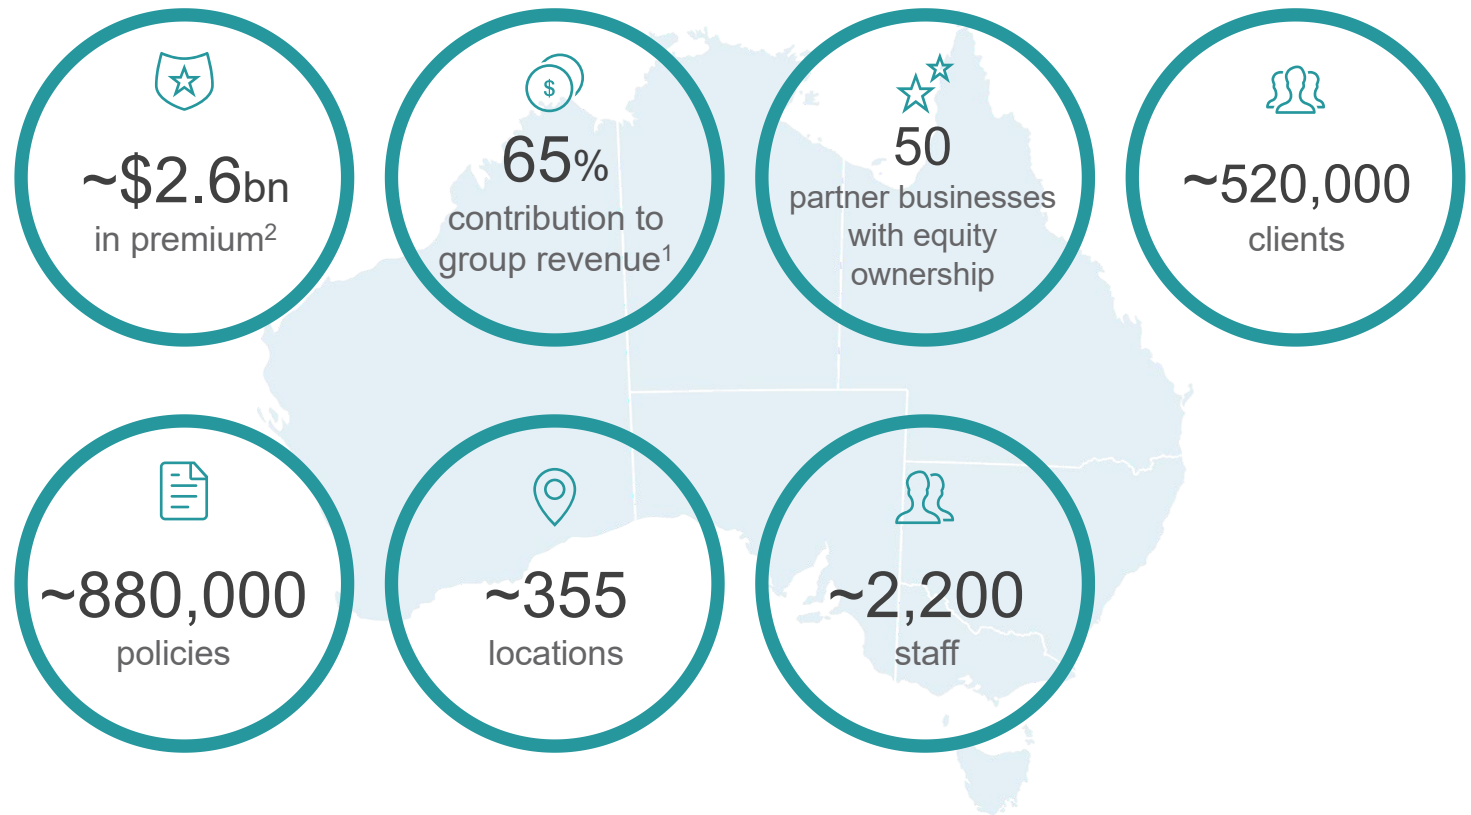 ~$2.6bn
in premium²
$
65%
contribution to
group revenue¹
50
partner businesses
with equity
ownership
~520,000
clients
~880,000
policies
~355
locations
~2,200
staff